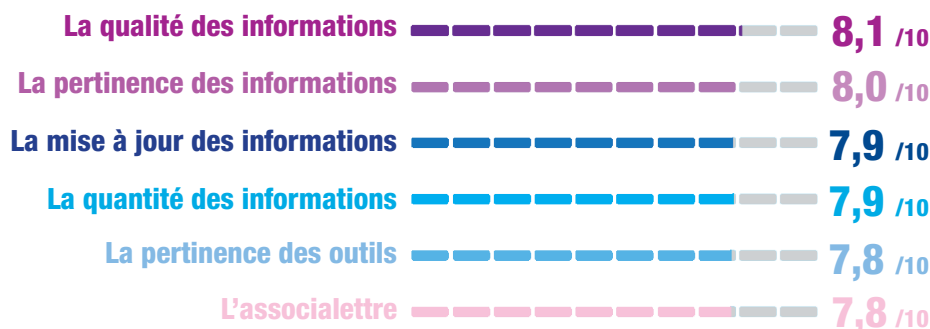 La qualité des informations 8,1 /10
La pertinence des informations 8,0 /10
La mise à jour des informations 7,9 /10
La quantité des informations 7,9 /10
La pertinence des outils 7,8 /10
L'associalettre 7,8 /10